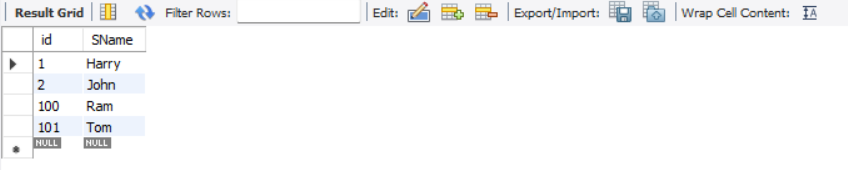 Result Grid Filter Rows: Edit: Export/Import: Wrap Cell Content: IA
id SName
1 Harry
2 John
100 Ram
101 Tom
NULL NULL